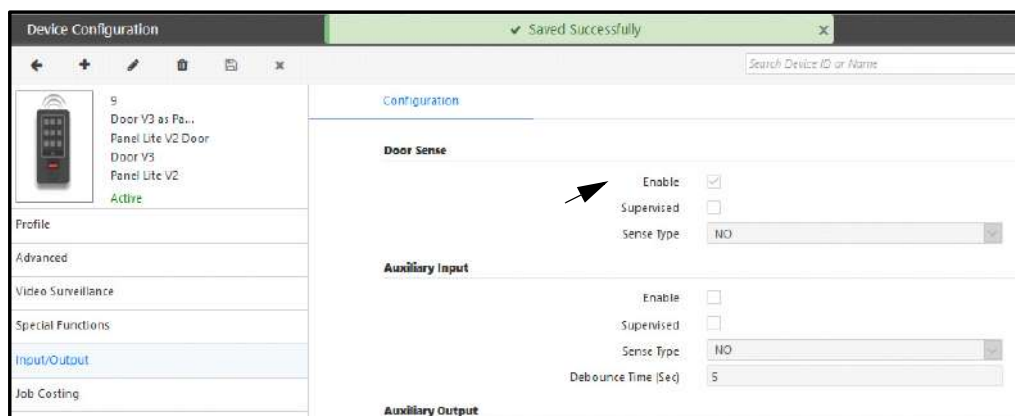 Device Configuration
Saved Successfully
Search Device ID or Name
9
Door V3 as Pa...
Panel Lite V2 Door
Door V3
Panel Lite V2
Active
Profile
Advanced
Video Surveillance
Special Functions
Input/Output
Job Costing
Configuration
Door Sense
Enable
Supervised
Sense Type NO
Auxiliary Input
Enable
Supervised
Sense Type NO
Debounce Time (Sec) 5
Auxiliary Output